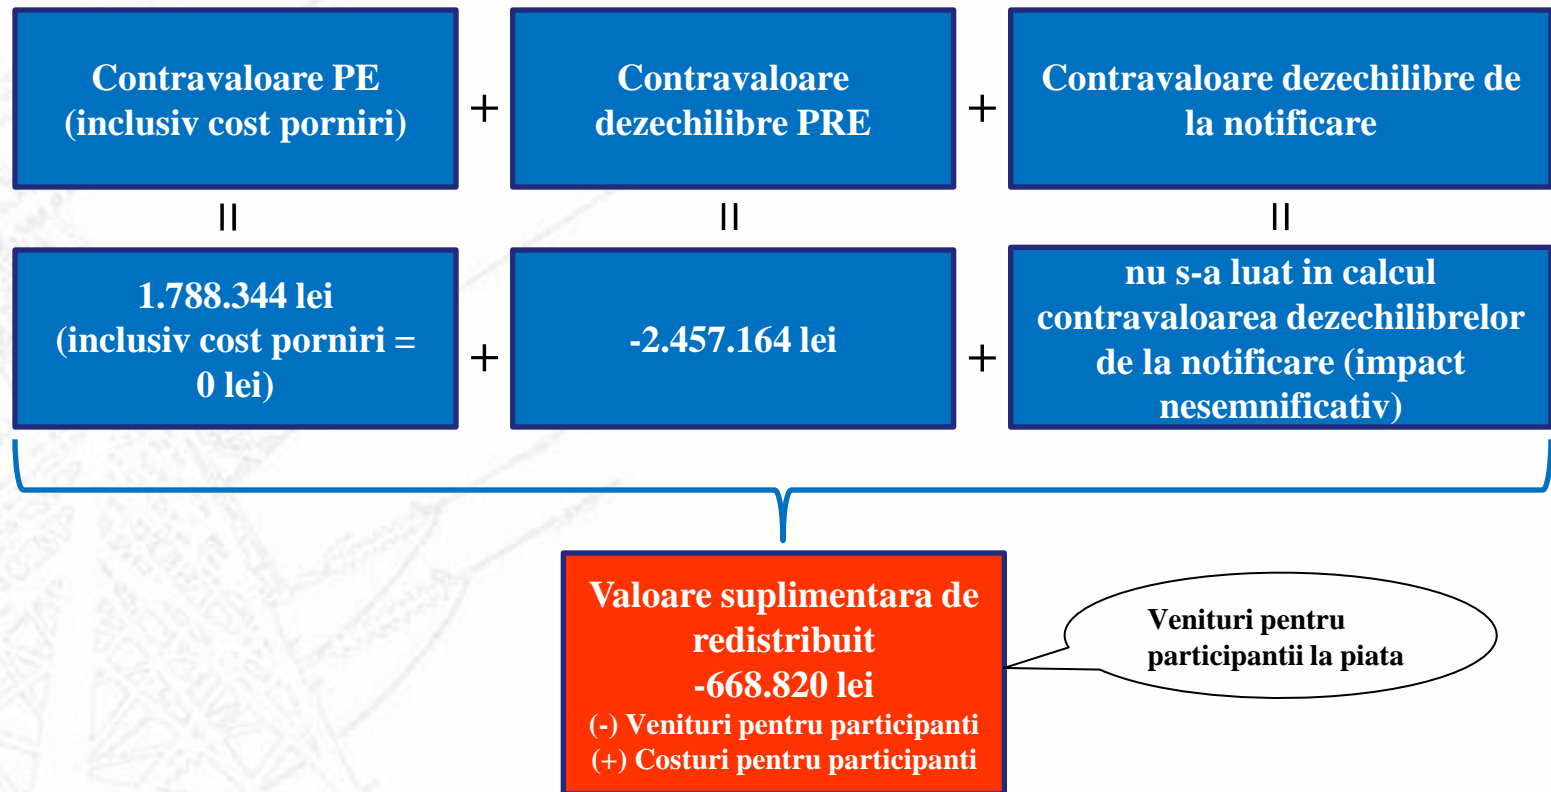 Contravaloare PE
(inclusiv cost porniri)
+
Contravaloare
dezechilibre PRE
+
Contravaloare dezechilibre de
la notificare
=
=
=
1.788.344 lei
(inclusiv cost porniri =
0 lei)
+
-2.457.164 lei
+
nu s-a luat in calcul
contravaloarea dezechilibrelor
de la notificare (impact
nesemnificativ)
Valoare suplimentara de
redistribuit
-668.820 lei
(-) Venituri pentru participanti
(+) Costuri pentru participanti
Venituri pentru
participantii la piata